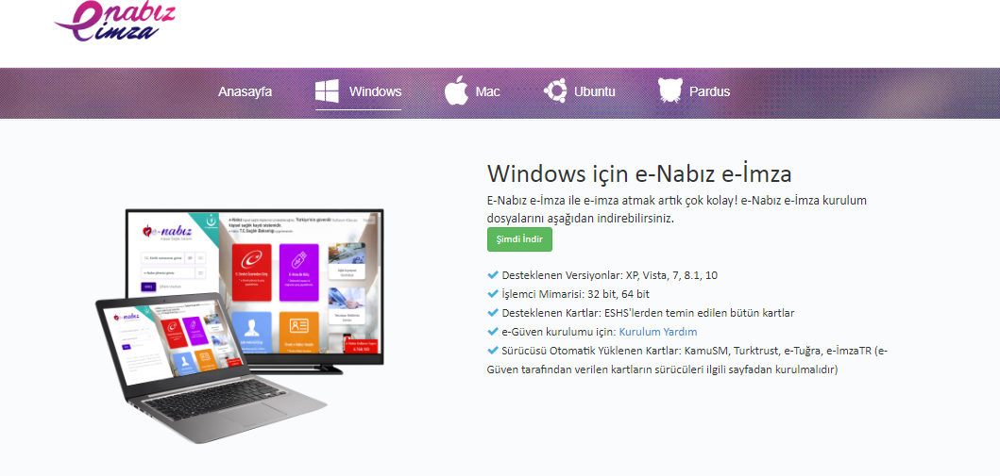 enabız
eimza
Anasayfa
Windows
Mac
Ubuntu
Pardus
Windows için e-Nabız e-İmza
E-Nabız e-İmza ile e-imza atmak artık çok kolay! e-Nabız e-İmza kurulum
dosyalarını aşağıdan indirebilirsiniz.
Şimdi İndir
Desteklenen Versiyonlar: XP, Vista, 7, 8.1, 10
İşlemci Mimarisi: 32 bit, 64 bit
Desteklenen Kartlar: ESHS'lerden temin edilen bütün kartlar
e-Güven kurulumu için: Kurulum Yardım
Sürücüsü Otomatik Yüklenen Kartlar: KamuSM, Turktrust, e-Tuğra, e-İmzaTR (e-
Güven tarafından verilen kartların sürücüleri ilgili sayfadan kurulmalıdır)
e-nabız
e-nabız